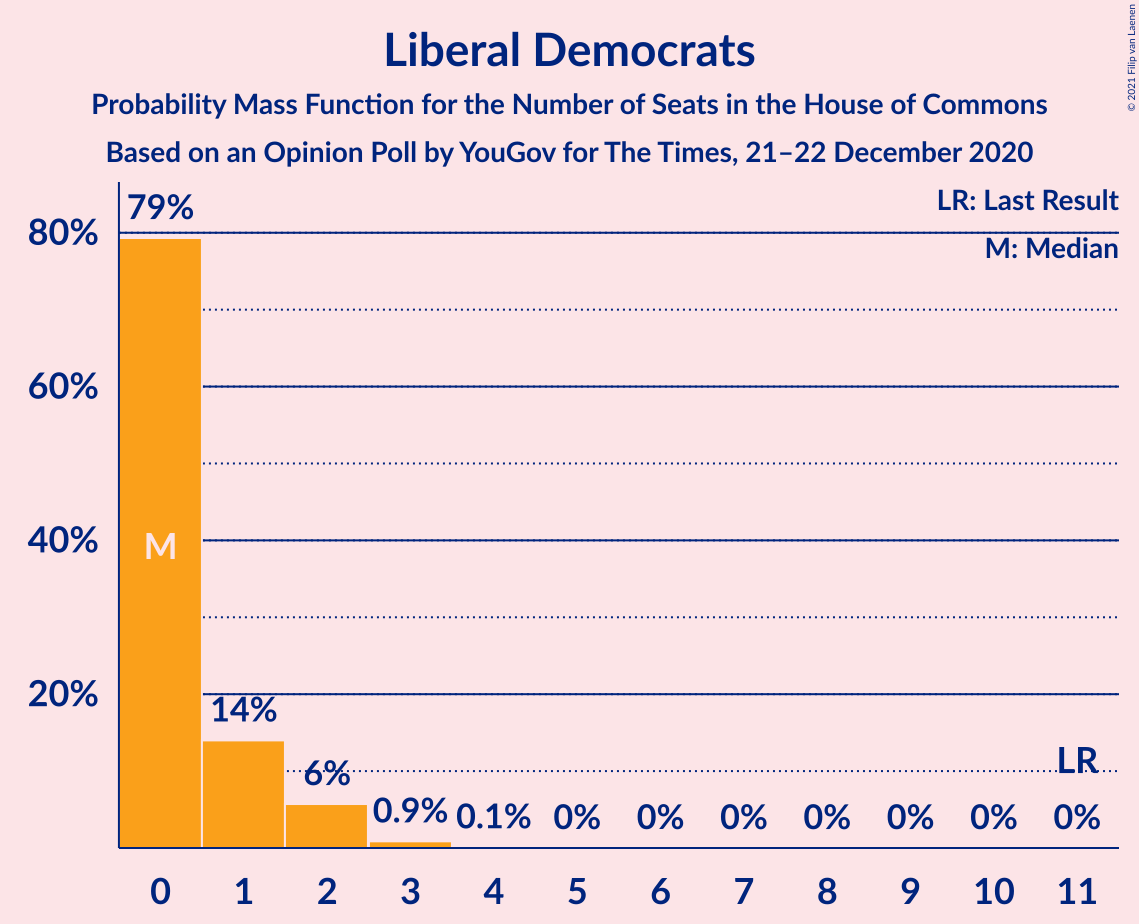 Liberal Democrats
Probability Mass Function for the Number of Seats in the House of Commons
Based on an Opinion Poll by YouGov for The Times, 21–22 December 2020
© 2021 Filip van Laenen
LR: Last Result
M: Median
79%
80%
60%
40%
M
20%
14%
6%
0.9%
0.1%
0%
0%
0%
0%
0%
0%
LR
0%
0 1 2 3 4 5 6 7 8 9 10 11